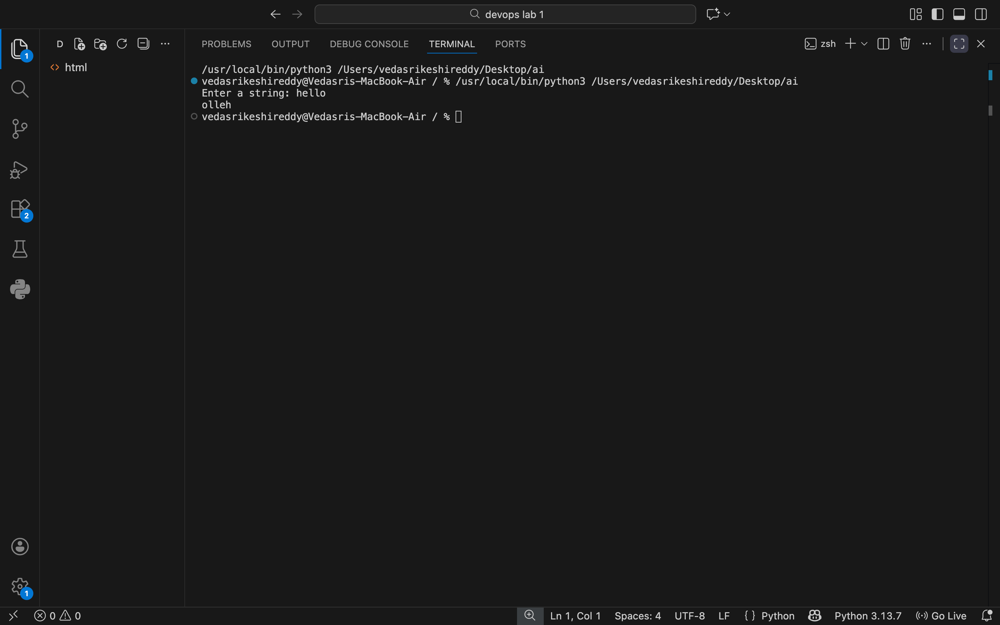 devops lab 1
D
PROBLEMS OUTPUT DEBUG CONSOLE TERMINAL PORTS
zsh
1
html
/usr/local/bin/python3 /Users/vedasrikeshireddy/Desktop/ai
vedasrikeshireddy@Vedasris-MacBook-Air / % /usr/local/bin/python3 /Users/vedasrikeshireddy/Desktop/ai
Enter a string: hello
olleh
vedasrikeshireddy@Vedasris-MacBook-Air / %
2
1
0 0
Ln 1, Col 1 Spaces: 4 UTF-8 LF { } Python Python 3.13.7 Go Live